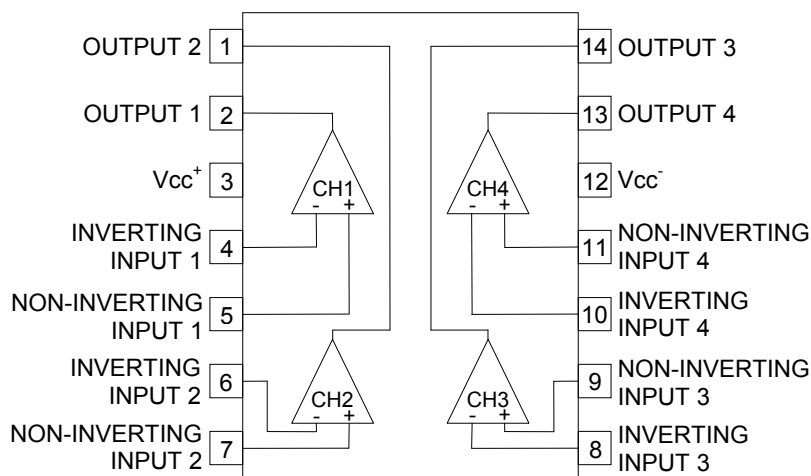 OUTPUT 2 1
14 OUTPUT 3
OUTPUT 1 2
13 OUTPUT 4
Vcc+ 3
12 Vcc-
CH1
- +
CH4
- +
INVERTING
INPUT 1
4
11
NON-INVERTING
INPUT 4
NON-INVERTING
INPUT 1
5
10
INVERTING
INPUT 4
INVERTING
INPUT 2
6
9
NON-INVERTING
INPUT 3
CH2
- +
CH3
- +
NON-INVERTING
INPUT 2
7
8
INVERTING
INPUT 3